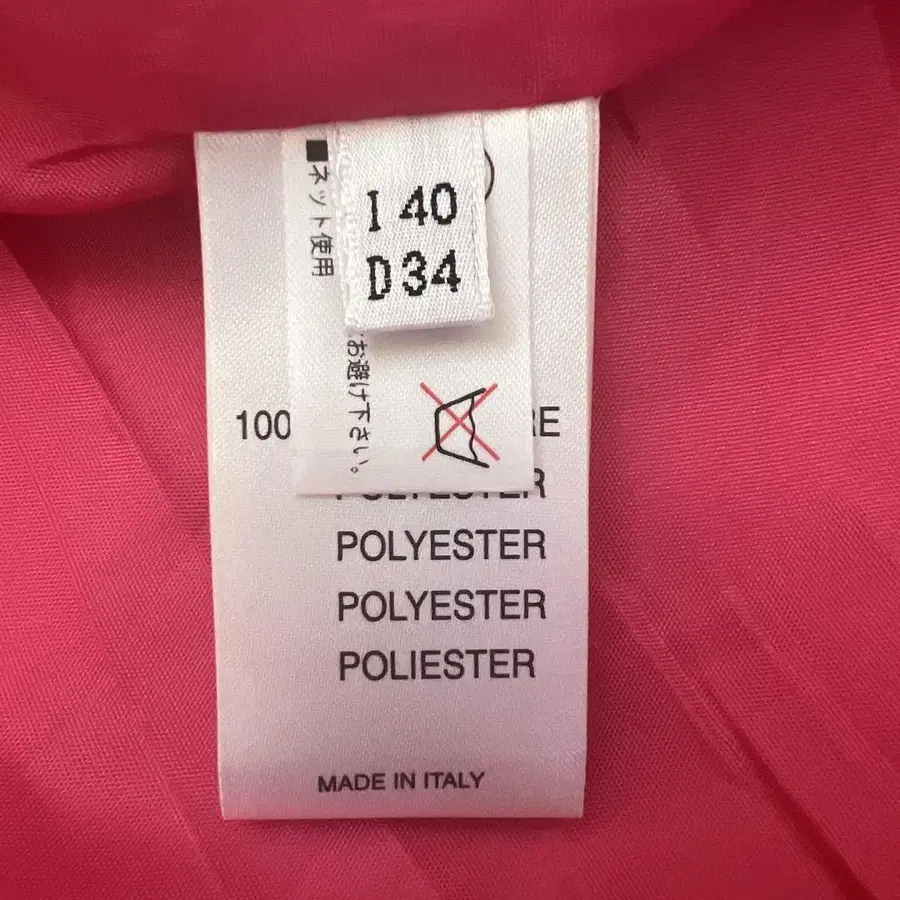 ■ネット使用
I 40
D 34
お避け下さい。
100
RE
POLYESTER
POLYESTER
POLYESTER
POLIESTER
MADE IN ITALY